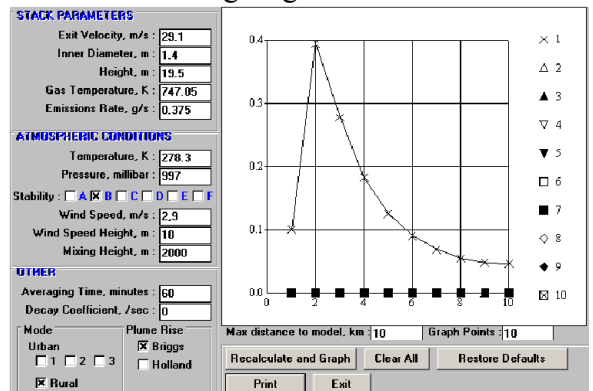 STACK PARAMETERS
Exit Velocity, m/s : 29.1
Inner Diameter, m : 1.4
Height, m : 19.5
Gas Temperature, K : 747.05
Emissions Rate, g/s : 0.375
ATMOSPHERIC CONDITIONS
Temperature, K : 278.3
Pressure, millibar : 997
Stability : A B C D E F
Wind Speed, m/s : 2.9
Wind Speed Height, m : 10
Mixing Height, m : 2000
OTHER
Averaging Time, minutes : 60
Decay Coefficient, /sec : 0
Mode
Urban
1 2 3
Rural
Plume Rise
Briggs
Holland
0.4
0.3
0.2
0.1
0.0
0 2 4 6 8 10
1
2
3
4
5
6
7
8
9
10
Max distance to model, km : 10 Graph Points : 10
Recalculate and Graph Clear All Restore Defaults
Print Exit